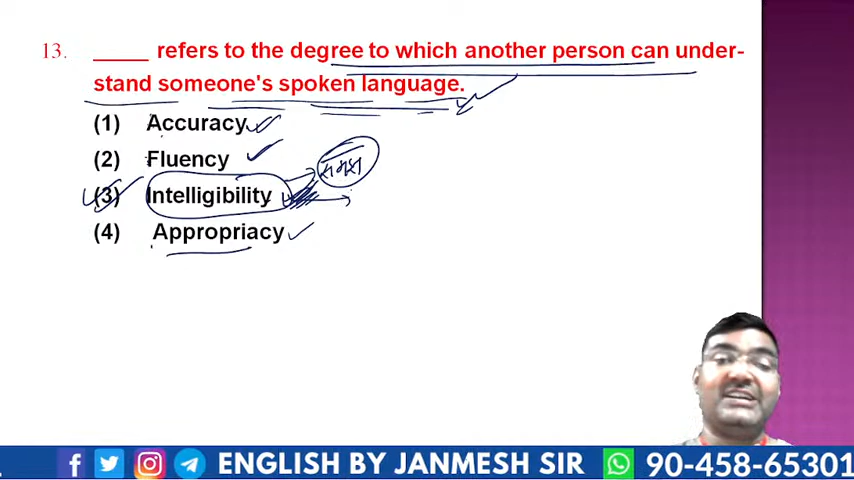 13. _____ refers to the degree to which another person can under-
stand someone's spoken language.
(1) Accuracy
(2) Fluency
(3) Intelligibility
(4) Appropriacy
ENGLISH BY JANMESH SIR 90-458-65301